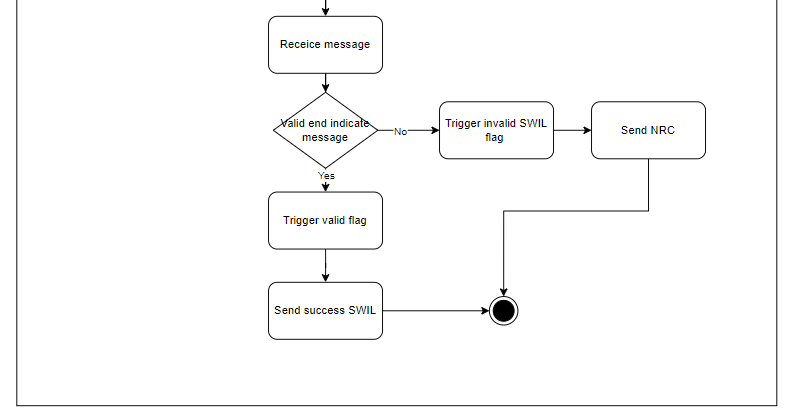 Receice message
Valid end indicate
message
No
Trigger invalid SWIL
flag
Send NRC
Yes
Trigger valid flag
Send success SWIL